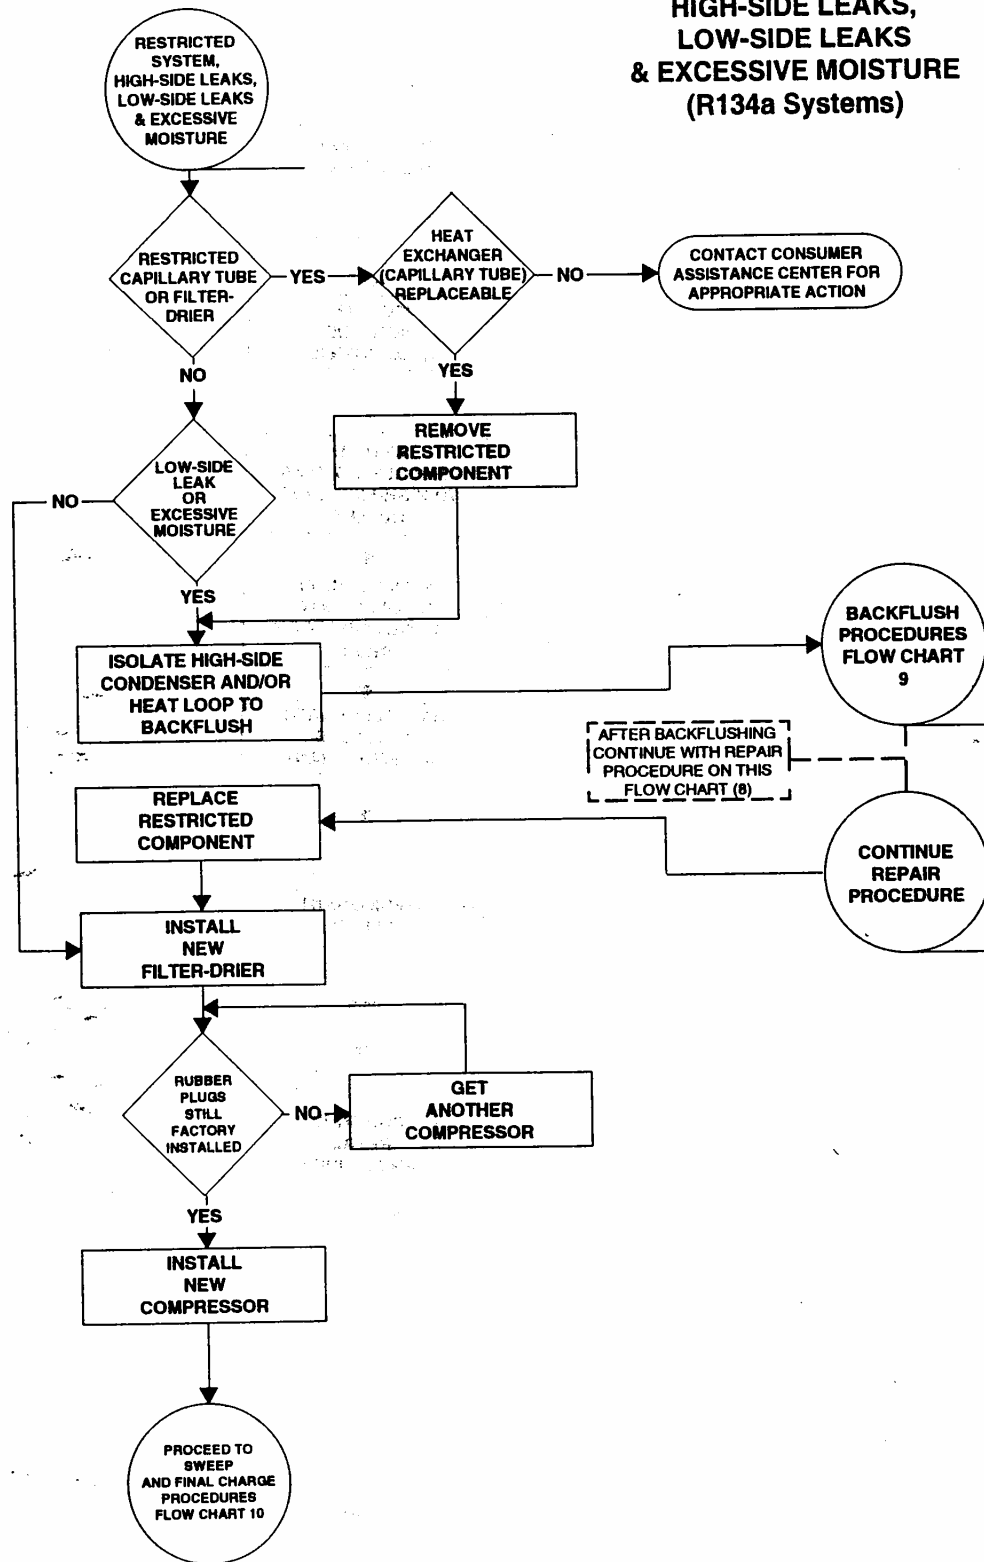 HIGH-SIDE LEAKS,
LOW-SIDE LEAKS
& EXCESSIVE MOISTURE
(R134a Systems)
RESTRICTED
SYSTEM,
HIGH-SIDE LEAKS,
LOW-SIDE LEAKS
& EXCESSIVE
MOISTURE
RESTRICTED
CAPILLARY TUBE
OR FILTER-
DRIER
YES
HEAT
EXCHANGER
(CAPILLARY TUBE)
REPLACEABLE
NO
CONTACT CONSUMER
ASSISTANCE CENTER FOR
APPROPRIATE ACTION
NO
YES
REMOVE
RESTRICTED
COMPONENT
LOW-SIDE
LEAK
OR
EXCESSIVE
MOISTURE
NO
YES
ISOLATE HIGH-SIDE
CONDENSER AND/OR
HEAT LOOP TO
BACKFLUSH
BACKFLUSH
PROCEDURES
FLOW CHART
9
AFTER BACKFLUSHING
CONTINUE WITH REPAIR
PROCEDURE ON THIS
FLOW CHART (8)
CONTINUE
REPAIR
PROCEDURE
REPLACE
RESTRICTED
COMPONENT
INSTALL
NEW
FILTER-DRIER
RUBBER
PLUGS
STILL
FACTORY
INSTALLED
NO
GET
ANOTHER
COMPRESSOR
YES
INSTALL
NEW
COMPRESSOR
PROCEED TO
SWEEP
AND FINAL CHARGE
PROCEDURES
FLOW CHART 10